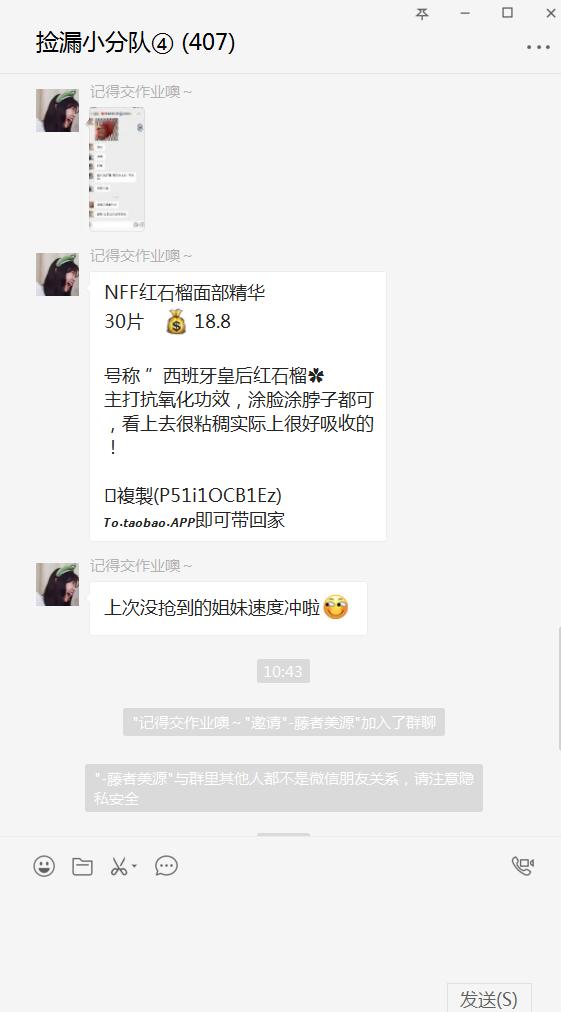 捡漏小分队④ (407)
记得交作业噢~
记得交作业噢~
NFF红石榴面部精华
30片 💰 18.8
号称 “ 西班牙皇后红石榴✿
主打抗氧化功效，涂脸涂脖子都可
，看上去很粘稠实际上很好吸收的
！
▯複製(P51i1OCB1Ez)
To.taobao.APP即可带回家
记得交作业噢~
上次没抢到的姐妹速度冲啦
10:43
"记得交作业噢~"邀请"-藤者美源"加入了群聊
"-藤者美源"与群里其他人都不是微信朋友关系，请注意隐
私安全
发送(S)